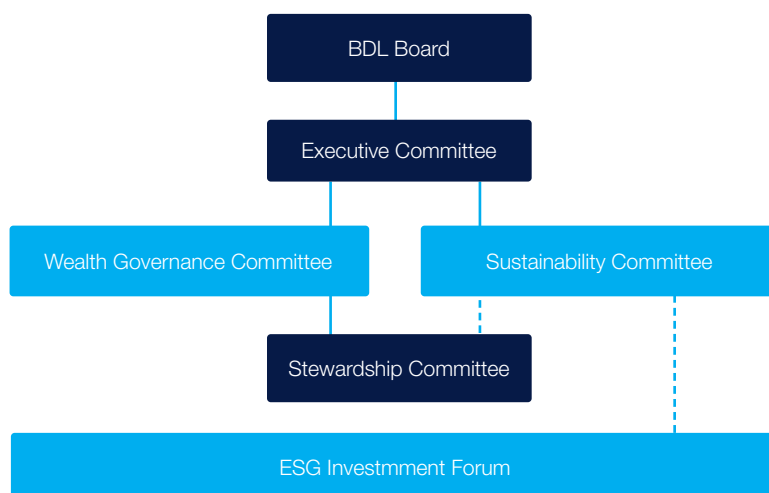 BDL Board
Executive Committee
Wealth Governance Committee
Sustainability Committee
Stewardship Committee
ESG Investmment Forum